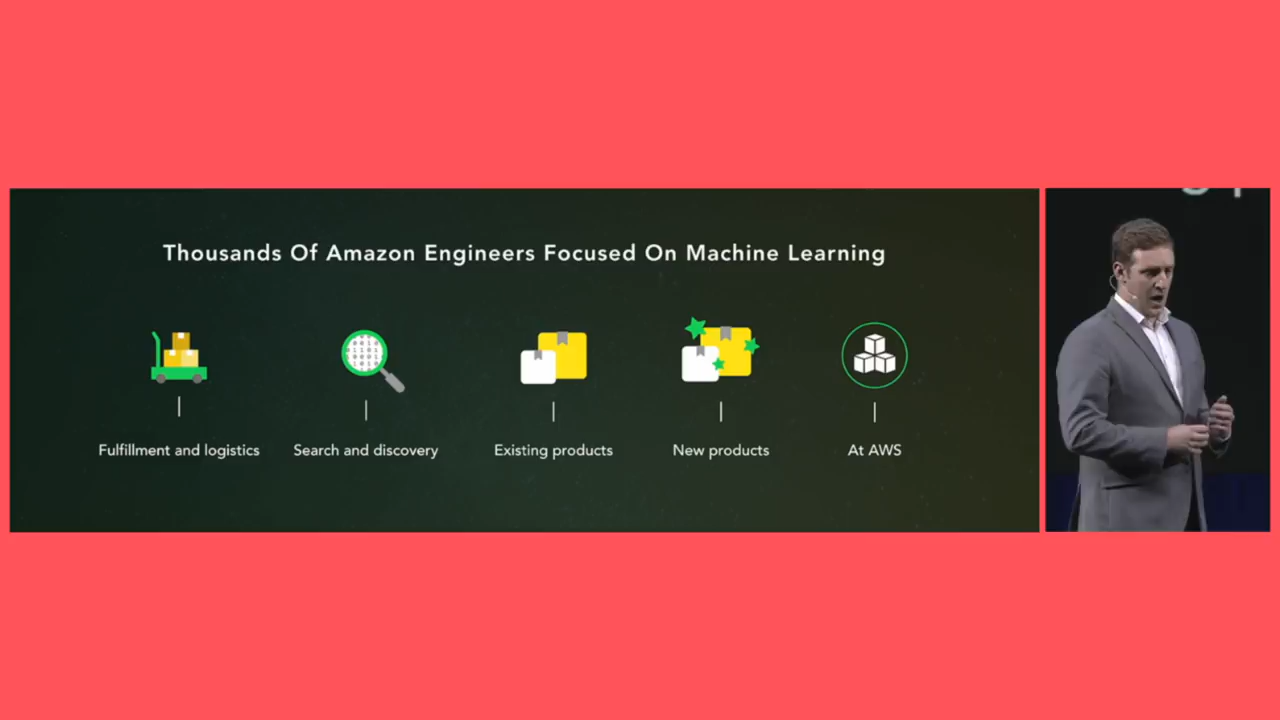 Thousands Of Amazon Engineers Focused On Machine Learning
Fulfillment and logistics
Search and discovery
Existing products
New products
At AWS